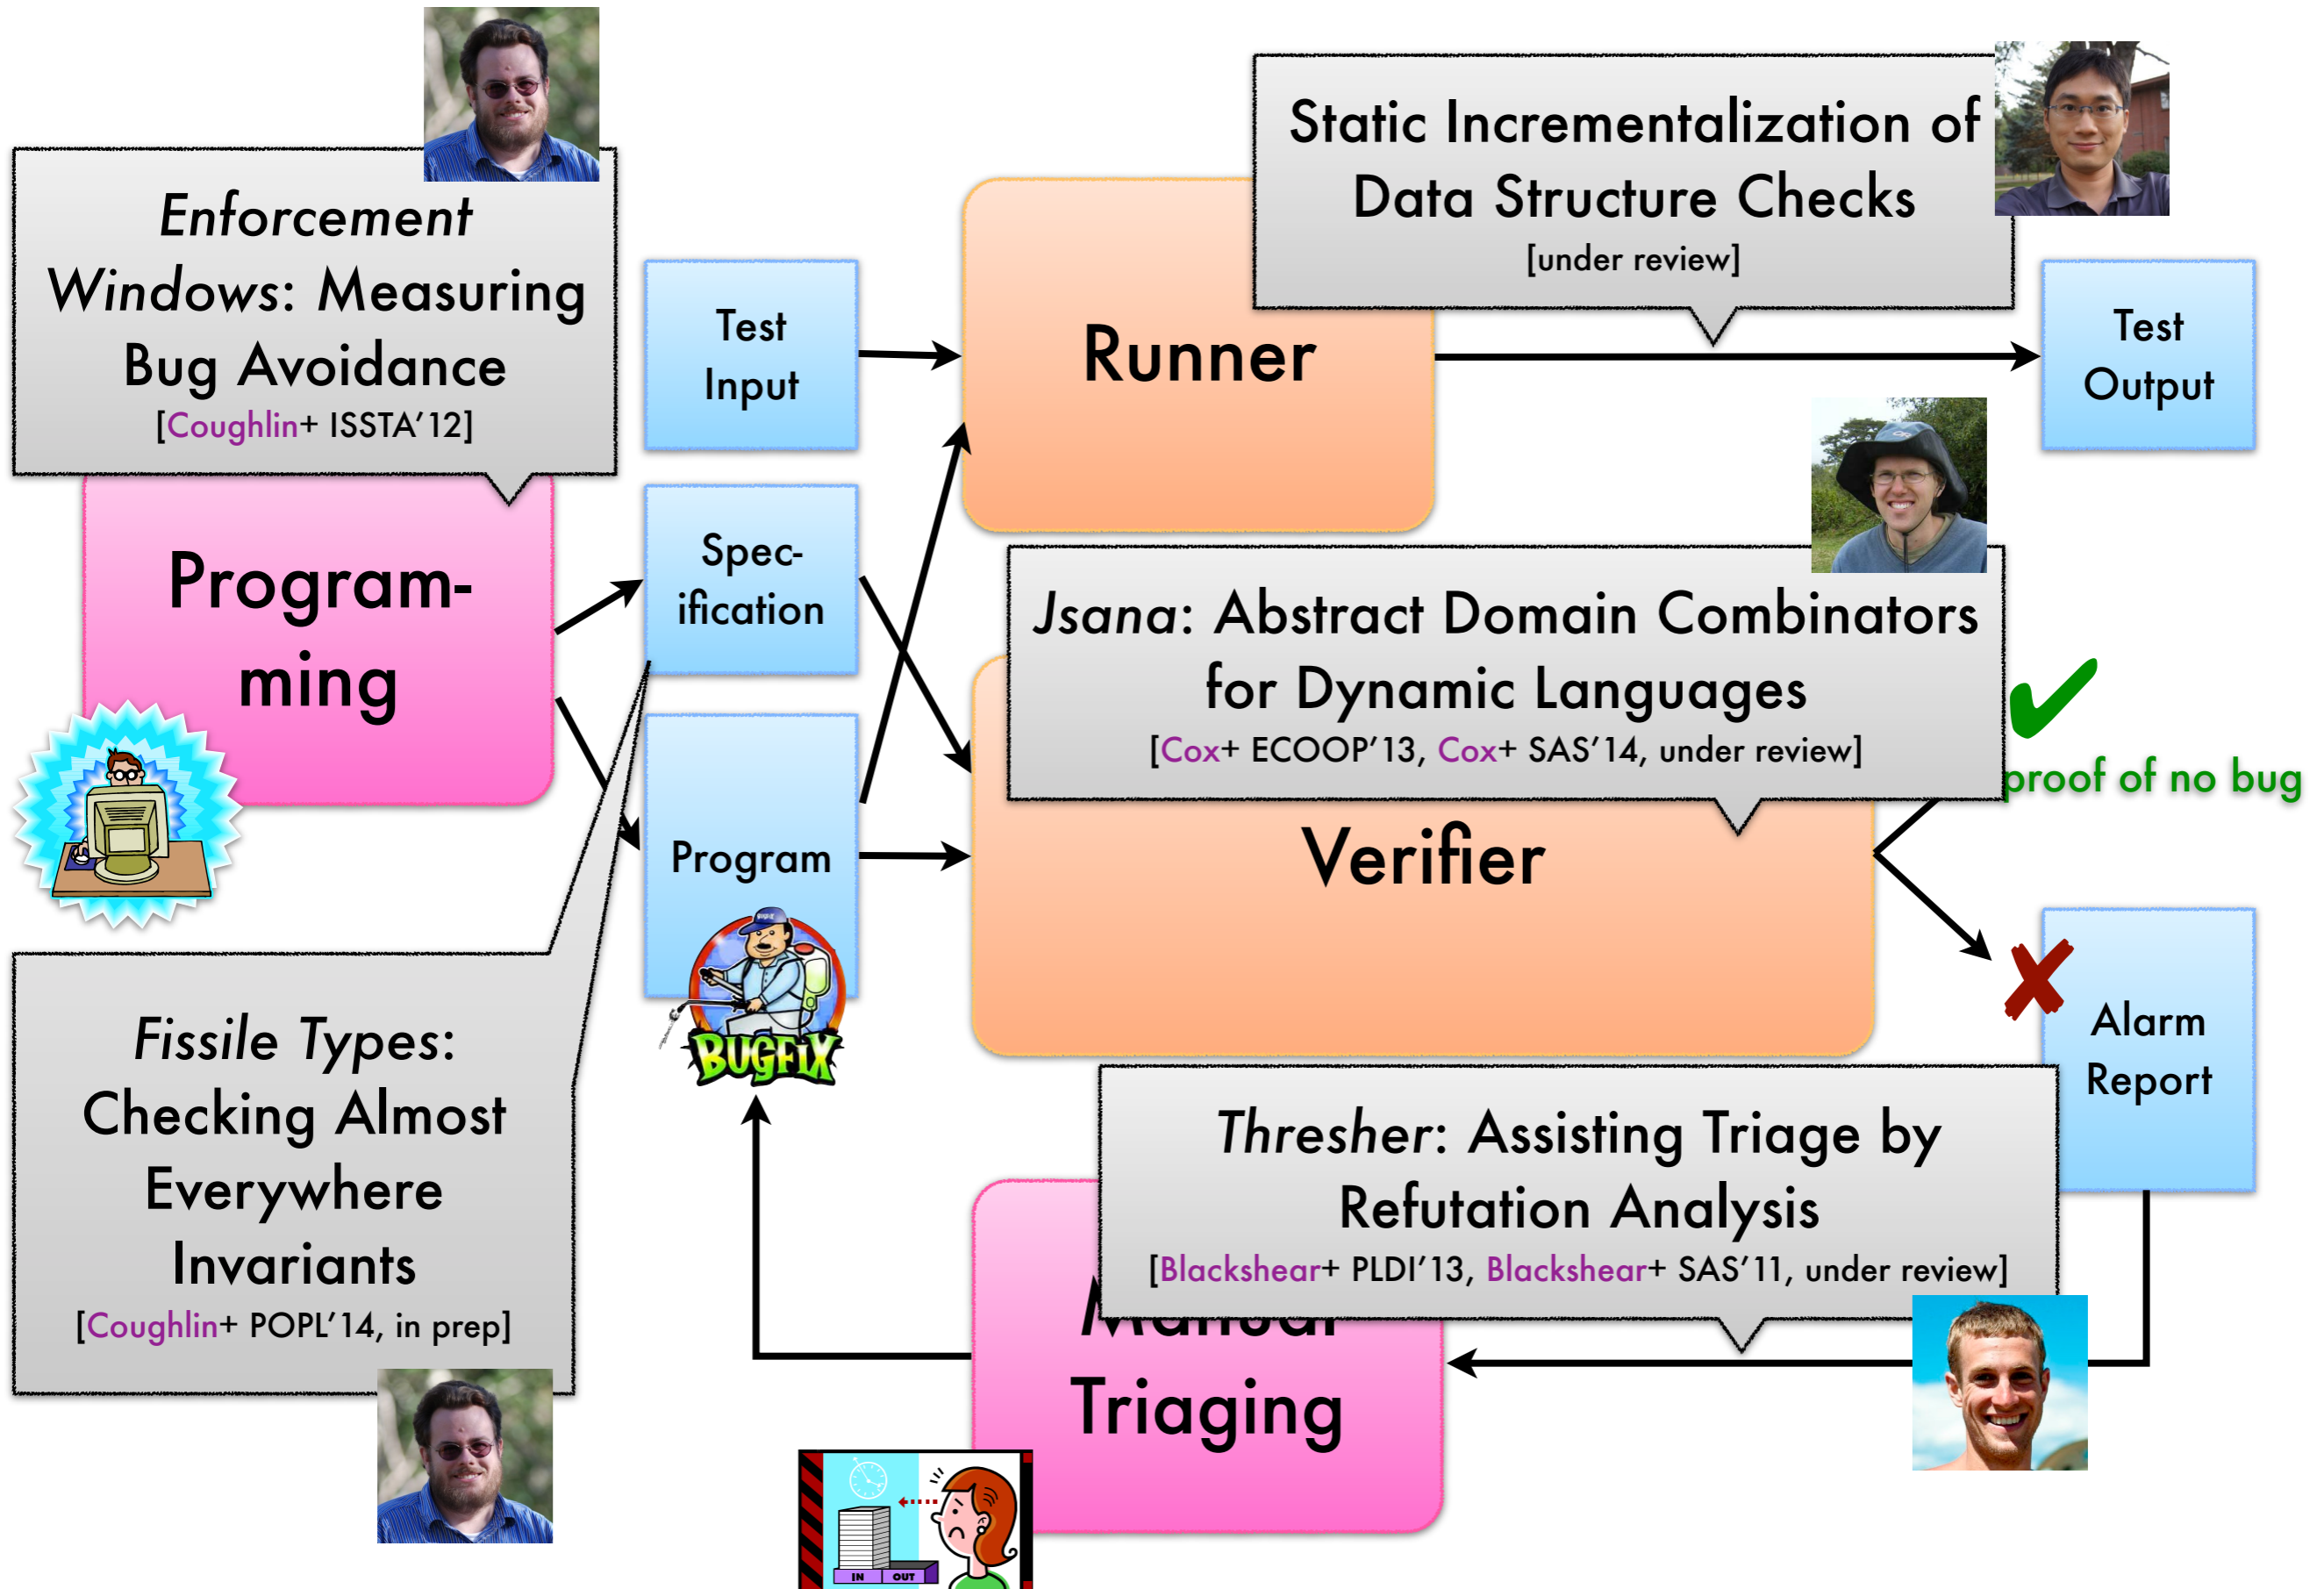 Enforcement
Windows: Measuring
Bug Avoidance
[Coughlin+ ISSTA'12]
Static Incrementalization of
Data Structure Checks
[under review]
Test
Input
Runner
Test
Output
Program-
ming
Spec-
ification
Jsana: Abstract Domain Combinators
for Dynamic Languages
[Cox+ ECOOP'13, Cox+ SAS'14, under review]
proof of no bug
Program
Verifier
BUGFIX
BUGFIX
Alarm
Report
Fissile Types:
Checking Almost
Everywhere
Invariants
[Coughlin+ POPL'14, in prep]
Thresher: Assisting Triage by
Refutation Analysis
[Blackshear+ PLDI'13, Blackshear+ SAS'11, under review]
Manual
Triaging
IN OUT